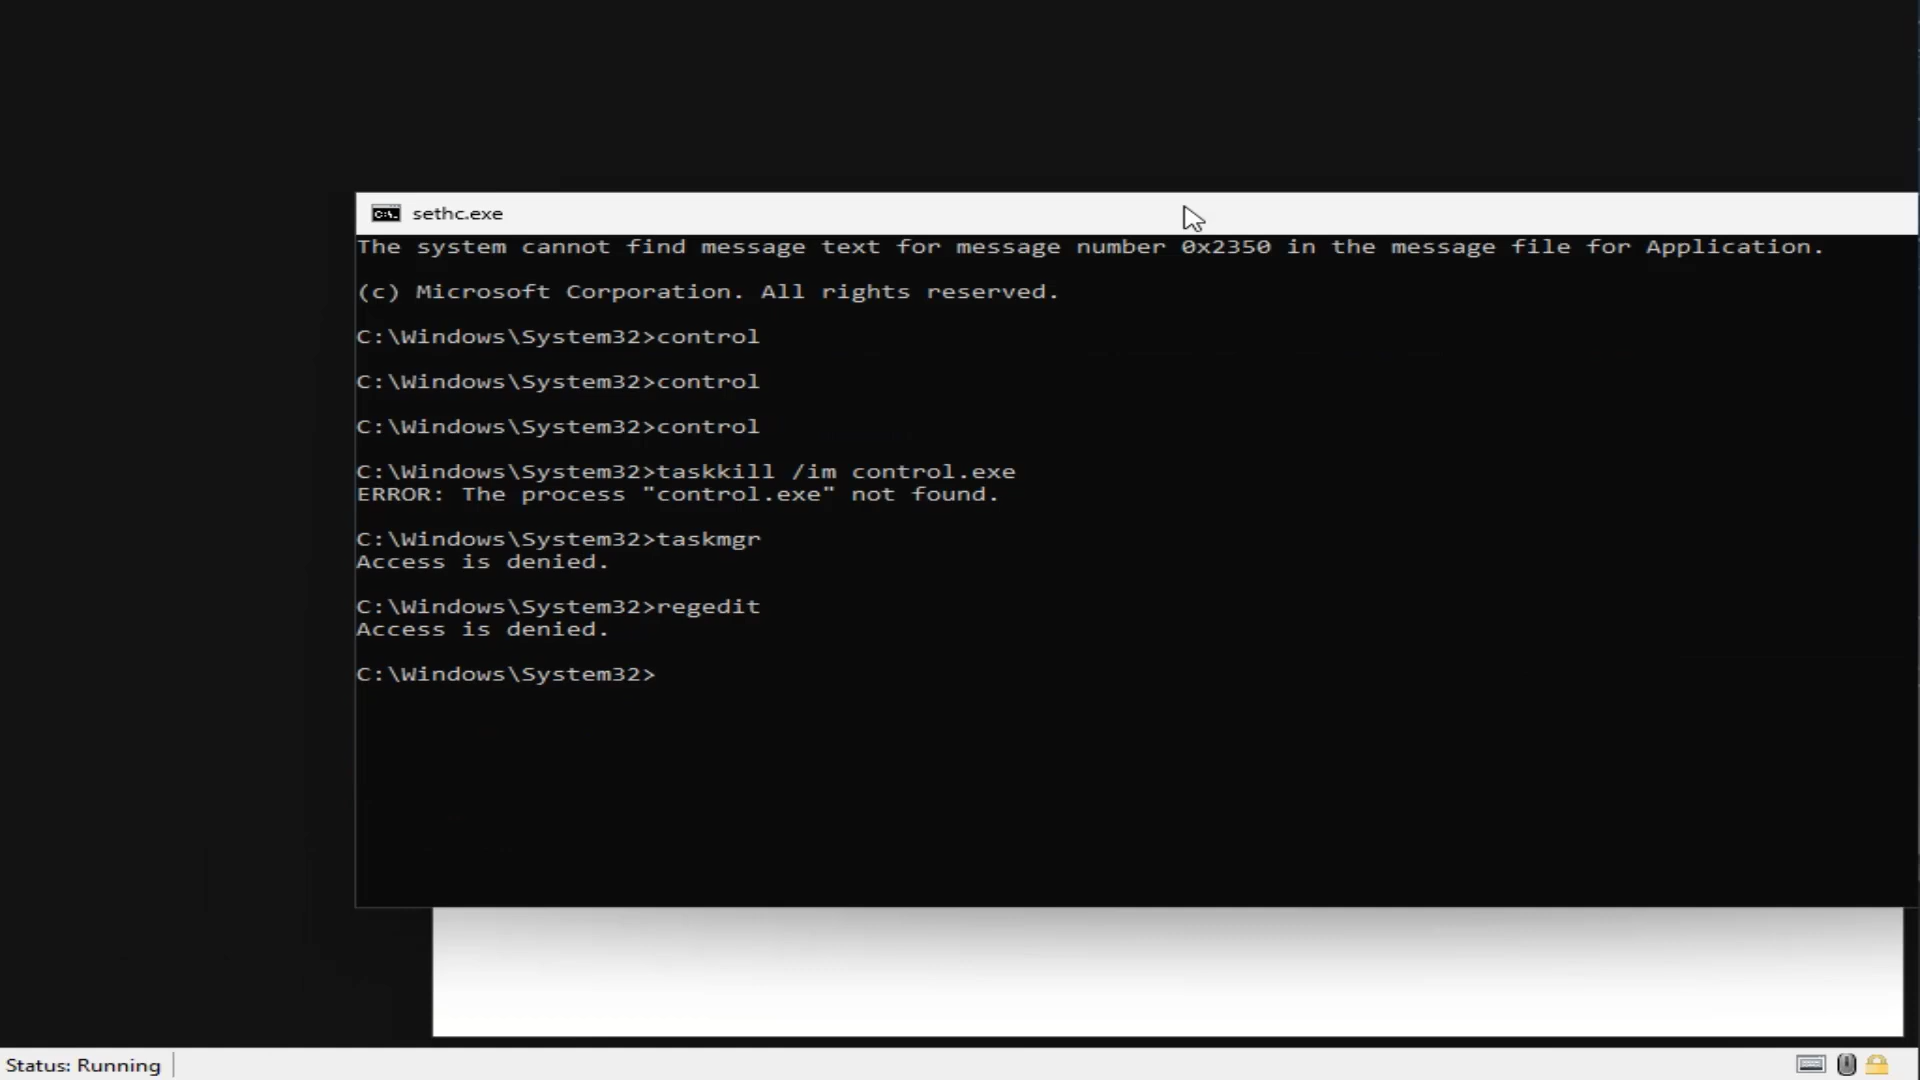 sethc.exe
The system cannot find message text for message number 0x2350 in the message file for Application.
(c) Microsoft Corporation. All rights reserved.
C:\Windows\System32>control
C:\Windows\System32>control
C:\Windows\System32>control
C:\Windows\System32>taskkill /im control.exe
ERROR: The process "control.exe" not found.
C:\Windows\System32>taskmgr
Access is denied.
C:\Windows\System32>regedit
Access is denied.
C:\Windows\System32>
Status: Running